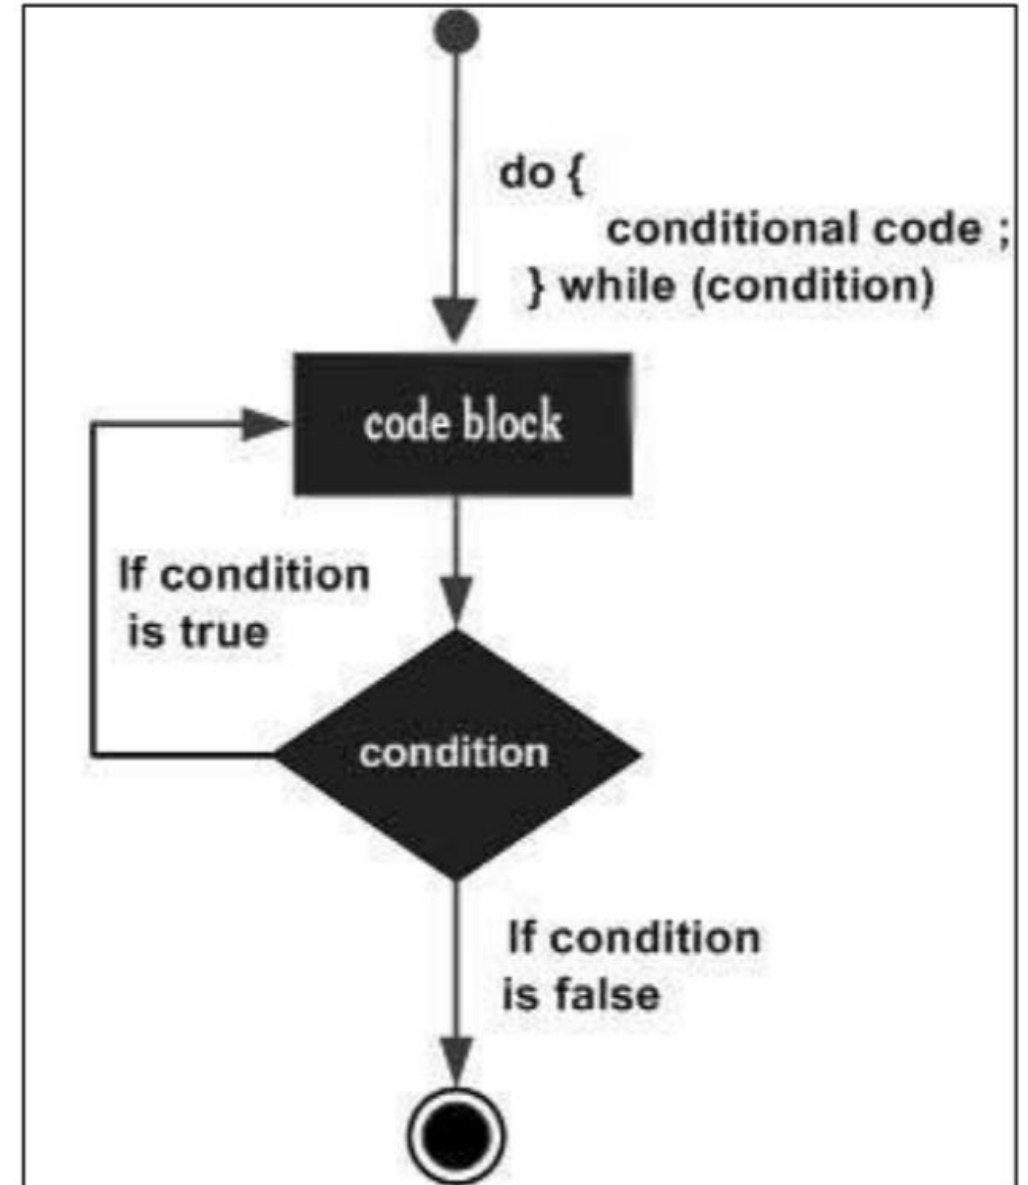 do {
conditional code ;
} while (condition)
code block
If condition
is true
condition
If condition
is false